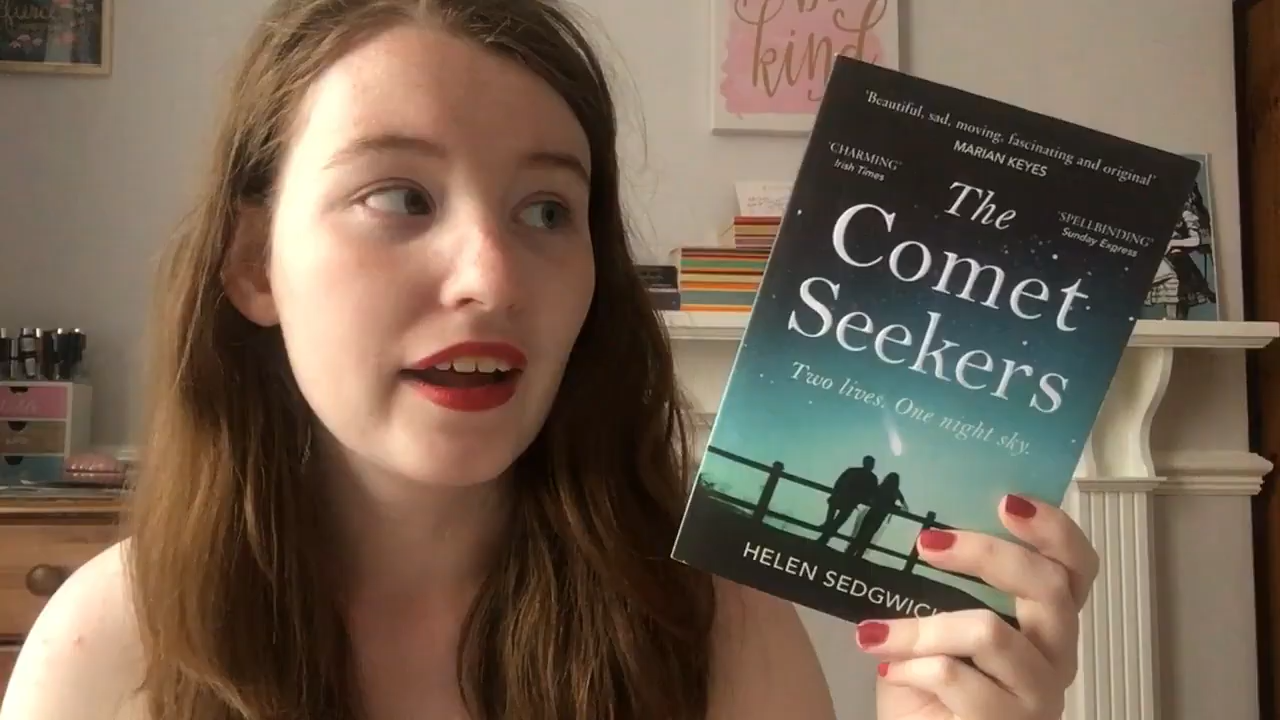 kind
'Beautiful, sad, moving, fascinating and original'
MARIAN KEYES
'CHARMING'
Irish Times
'SPELLBINDING'
Sunday Express
The
Comet
Seekers
Two lives. One night sky.
HELEN SEDGWICK